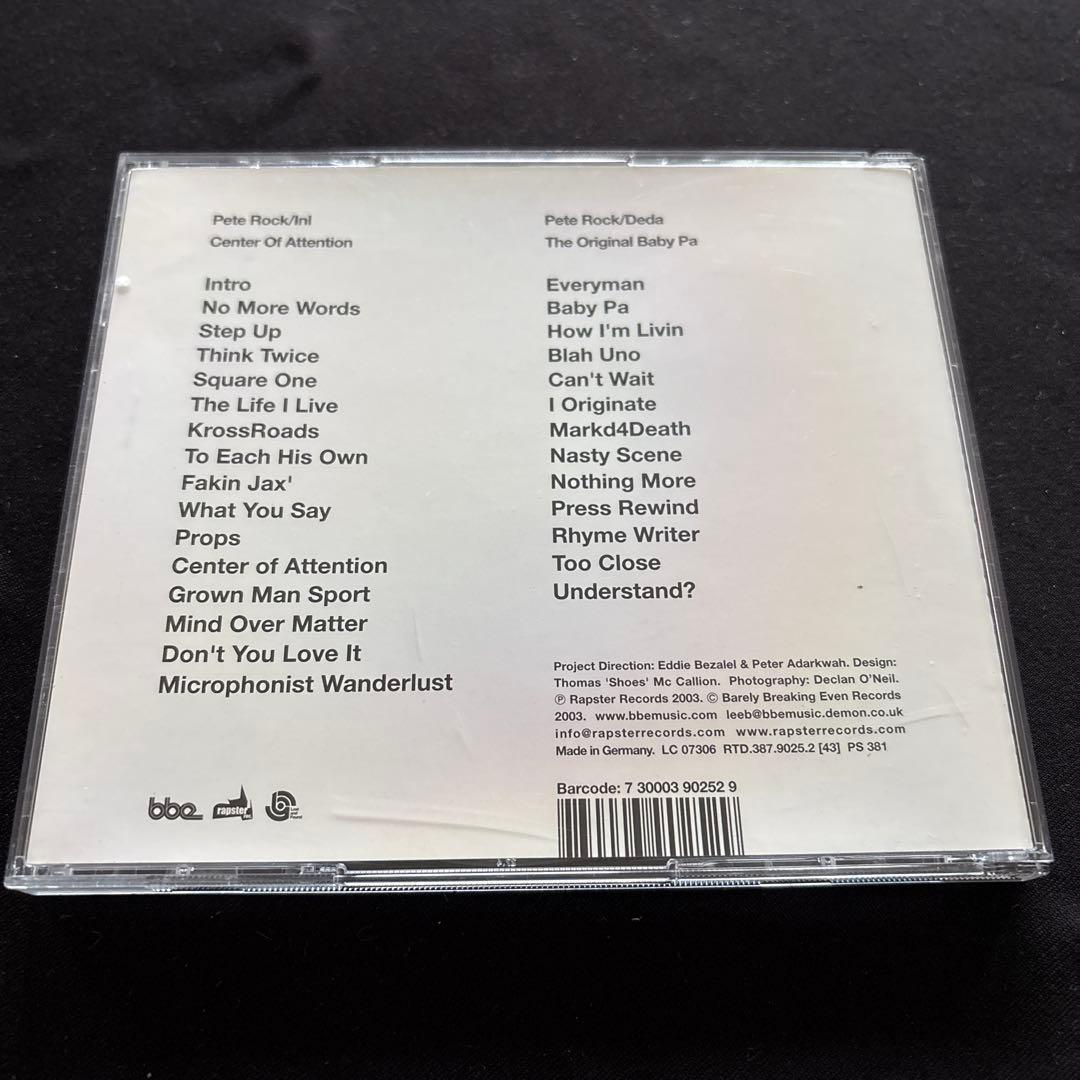 Pete Rock/InI
Center Of Attention
Intro
No More Words
Step Up
Think Twice
Square One
The Life I Live
KrossRoads
To Each His Own
Fakin Jax'
What You Say
Props
Center of Attention
Grown Man Sport
Mind Over Matter
Don't You Love It
Microphonist Wanderlust
Pete Rock/Deda
The Original Baby Pa
Everyman
Baby Pa
How I'm Livin
Blah Uno
Can't Wait
I Originate
Markd4Death
Nasty Scene
Nothing More
Press Rewind
Rhyme Writer
Too Close
Understand?
Project Direction: Eddie Bezalel & Peter Adarkwah. Design:
Thomas 'Shoes' Mc Callion. Photography: Declan O'Neil.
℗ Rapster Records 2003. © Barely Breaking Even Records
2003. www.bbemusic.com leeb@bbemusic.demon.co.uk
info@rapsterrecords.com www.rapsterrecords.com
Made in Germany. LC 07306 RTD.387.9025.2 [43] PS 381
Barcode: 7 30003 90252 9
bbe rapster